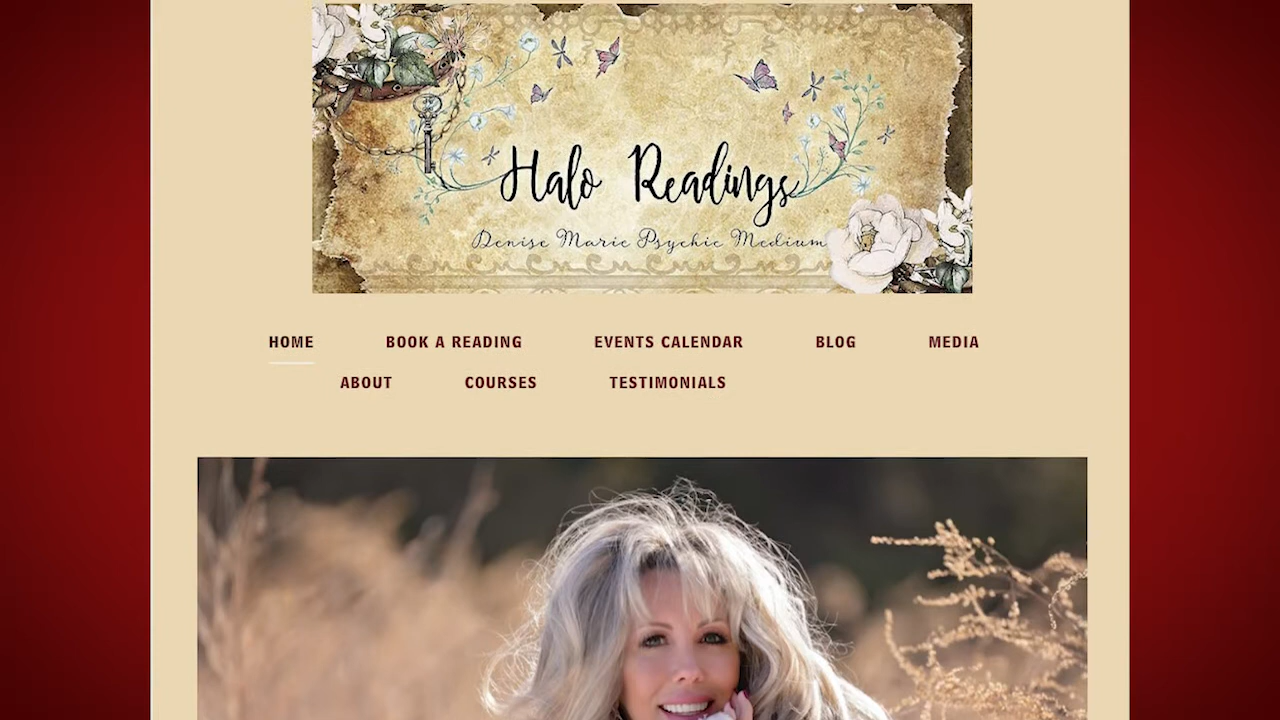 Halo Readings
Denise Marie Psychic Medium
HOME BOOK A READING EVENTS CALENDAR BLOG MEDIA
ABOUT COURSES TESTIMONIALS